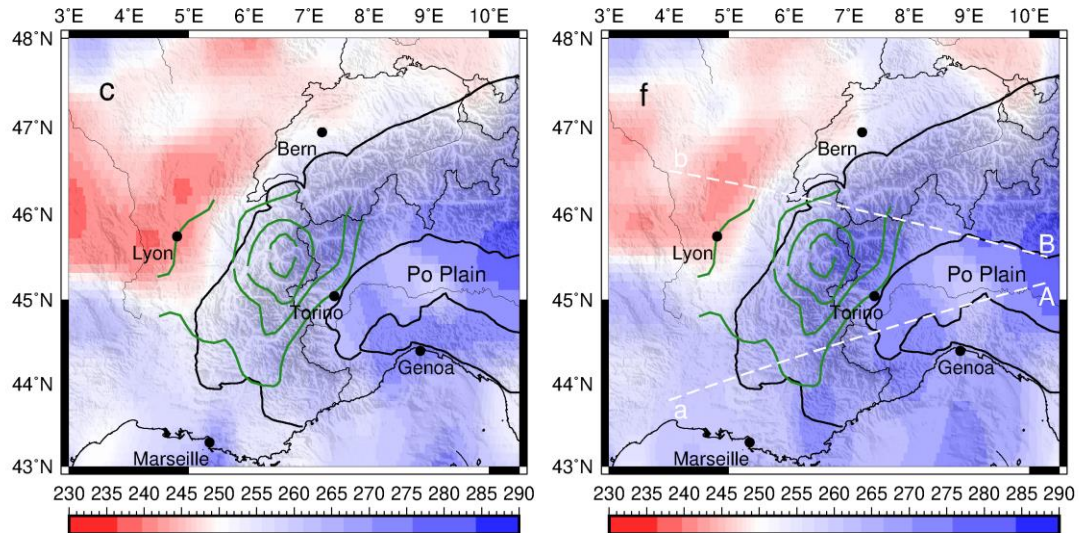 3°E 4°E 5°E 6°E 7°E 8°E 9°E 10°E
48°N
47°N
46°N
45°N
44°N
43°N
c
Bern
Lyon
Po Plain
Torino
Genoa
Marseille
230 235 240 245 250 255 260 265 270 275 280 285 290
3°E 4°E 5°E 6°E 7°E 8°E 9°E 10°E
48°N
47°N
46°N
45°N
44°N
43°N
f
Bern
b
Lyon
B
Po Plain
A
Torino
Genoa
a
Marseille
230 235 240 245 250 255 260 265 270 275 280 285 290